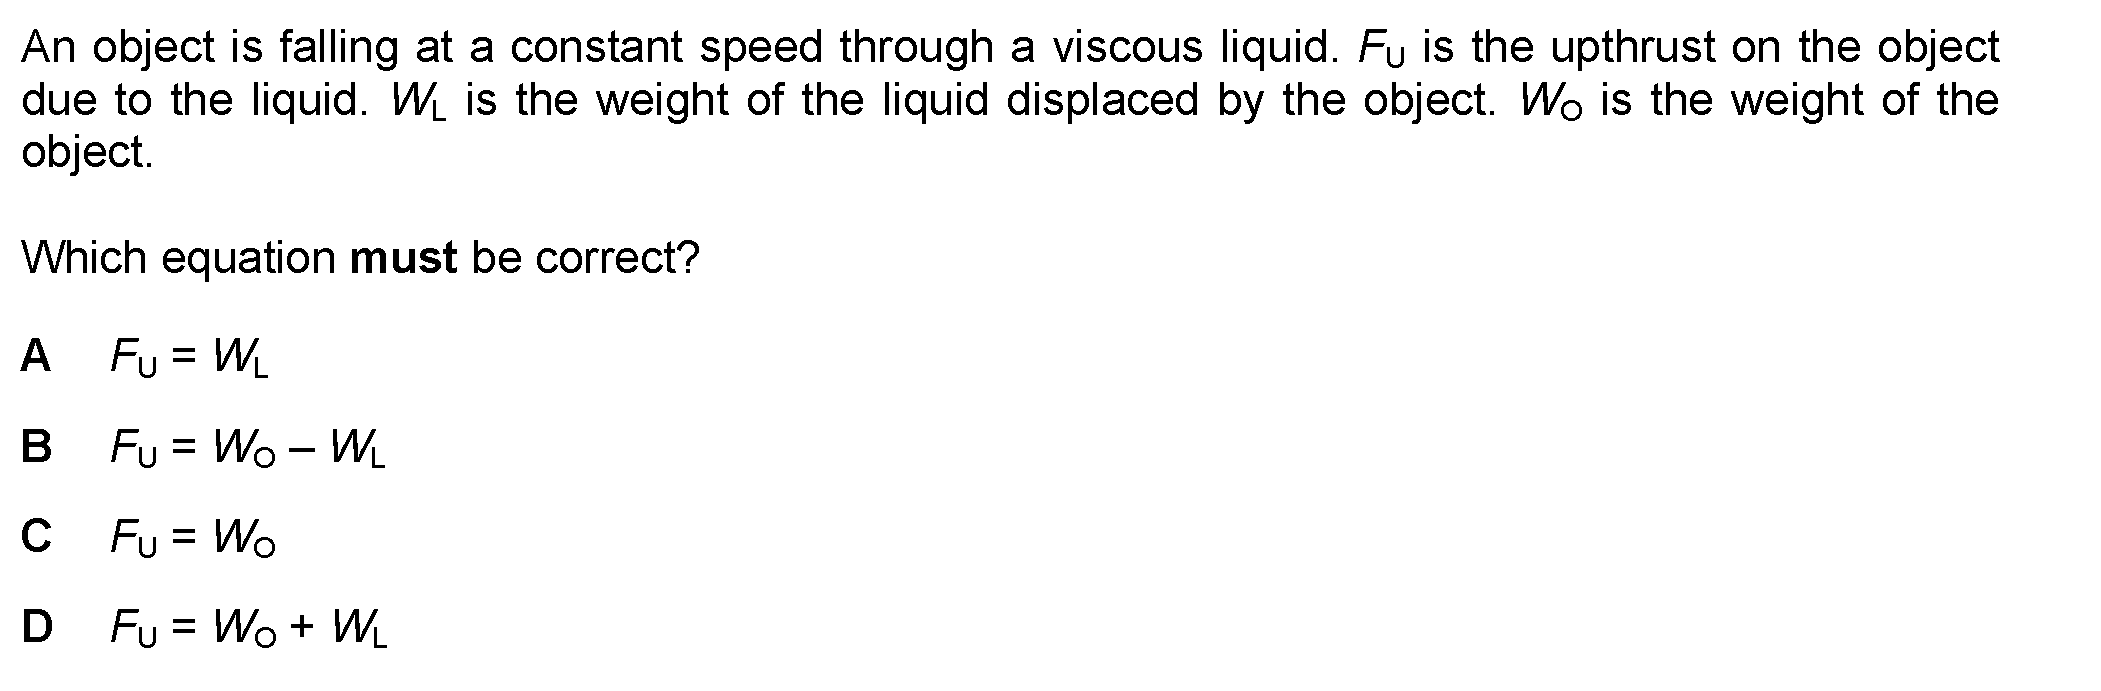 An object is falling at a constant speed through a viscous liquid. F_U is the upthrust on the object
due to the liquid. W_L is the weight of the liquid displaced by the object. W_O is the weight of the
object.
Which equation must be correct?
A F_U = W_L
B F_U = W_O – W_L
C F_U = W_O
D F_U = W_O + W_L